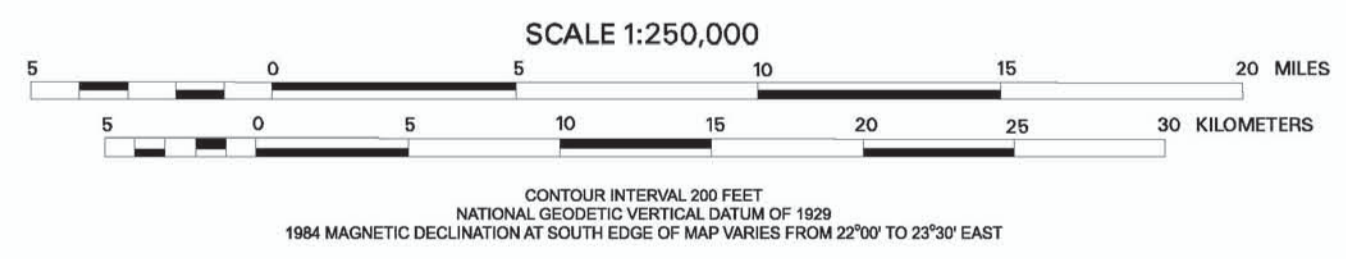 SCALE 1:250,000
5 0 5 10 15 20 MILES
5 0 5 10 15 20 25 30 KILOMETERS
CONTOUR INTERVAL 200 FEET
NATIONAL GEODETIC VERTICAL DATUM OF 1929
1984 MAGNETIC DECLINATION AT SOUTH EDGE OF MAP VARIES FROM 22°00' TO 23°30' EAST